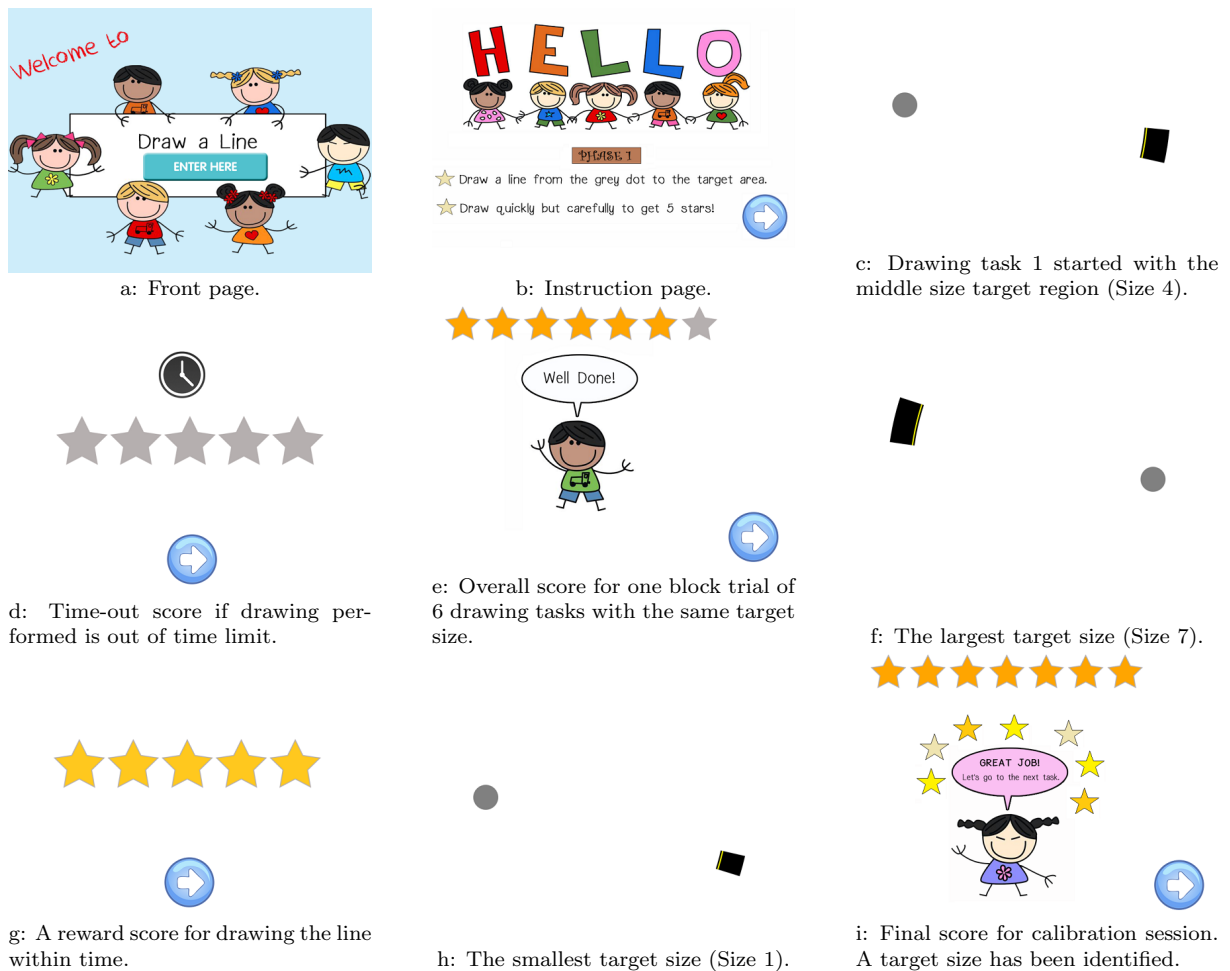 Welcome to
Draw a Line
ENTER HERE
a: Front page.
HELLO
PHASE 1
Draw a line from the grey dot to the target area.
Draw quickly but carefully to get 5 stars!
b: Instruction page.
c: Drawing task 1 started with the
middle size target region (Size 4).
d: Time-out score if drawing per-
formed is out of time limit.
Well Done!
e: Overall score for one block trial of
6 drawing tasks with the same target
size.
f: The largest target size (Size 7).
g: A reward score for drawing the line
within time.
h: The smallest target size (Size 1).
GREAT JOB!
Let's go to the next task.
i: Final score for calibration session.
A target size has been identified.